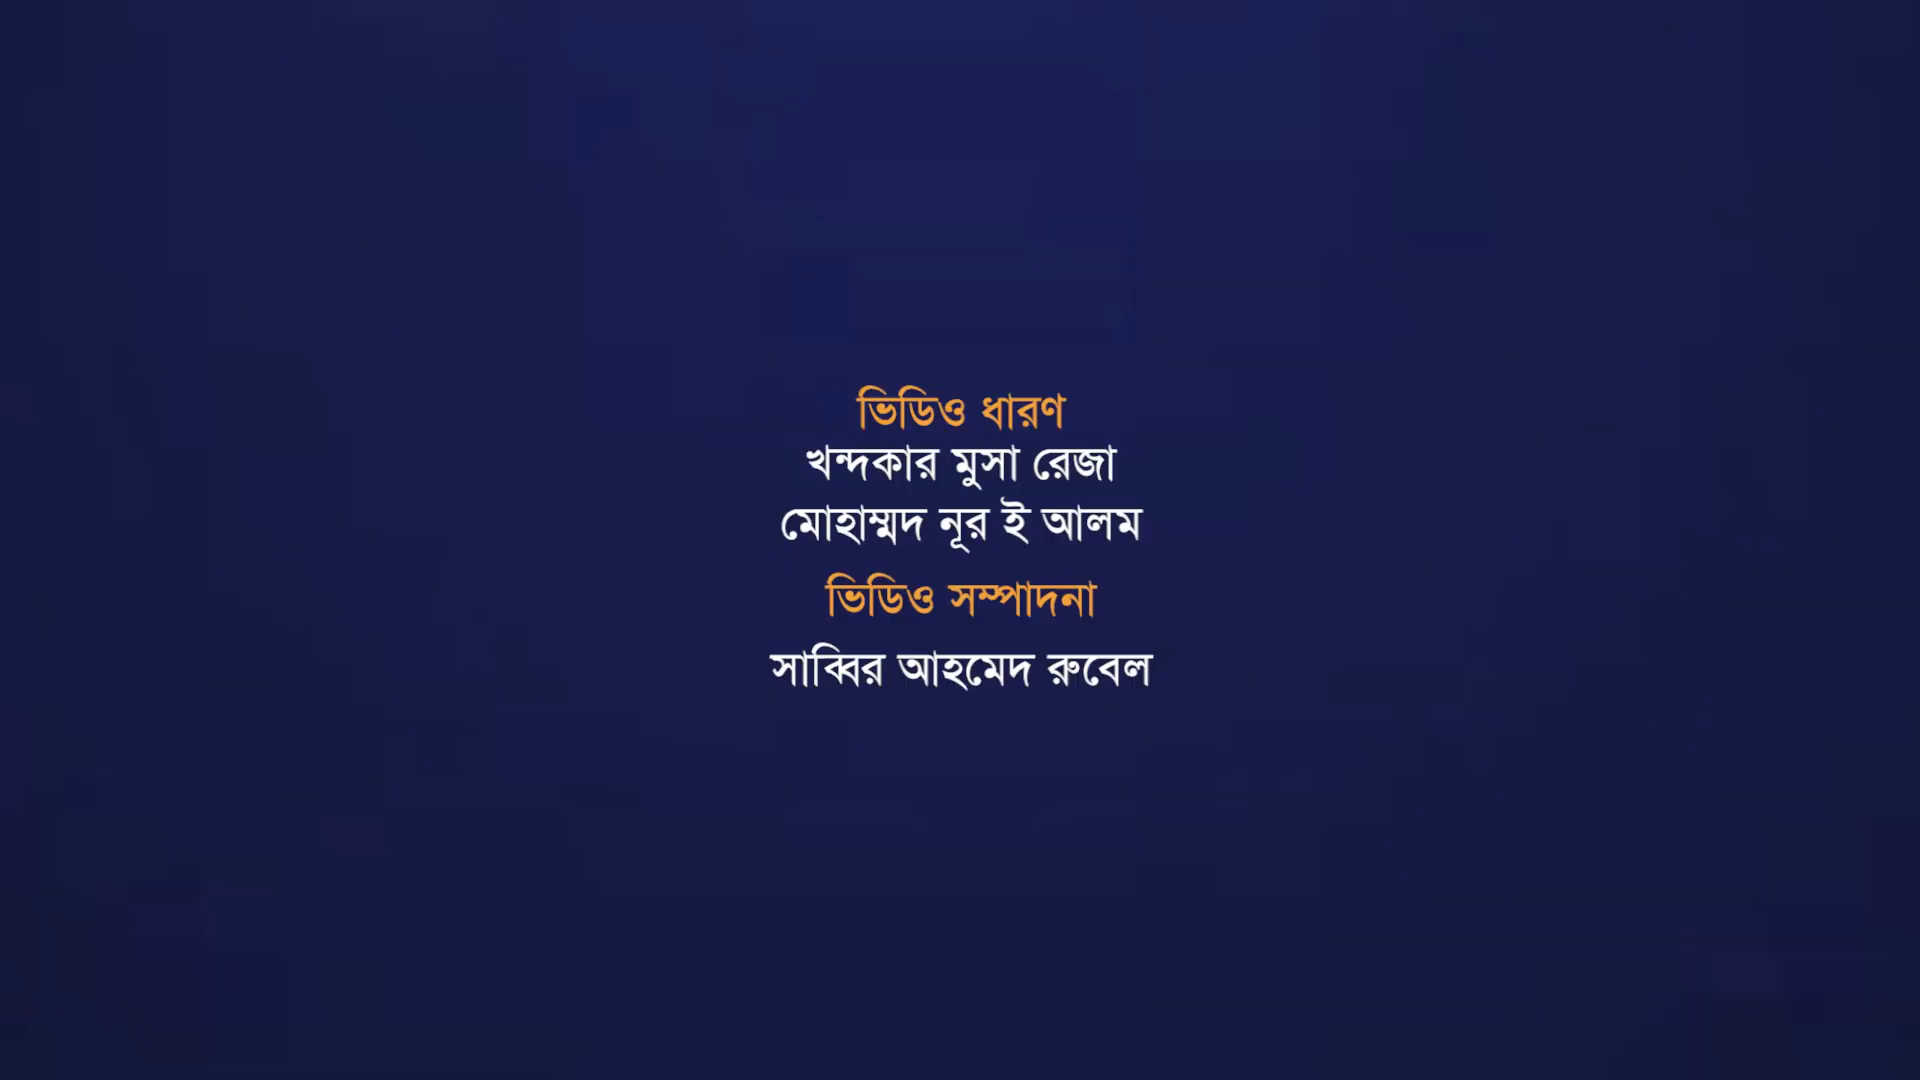 ভিডিও ধারণ
খন্দকার মুসা রেজা
মোহাম্মদ নূর ই আলম
ভিডিও সম্পাদনা
সাব্বির আহমেদ রুবেল